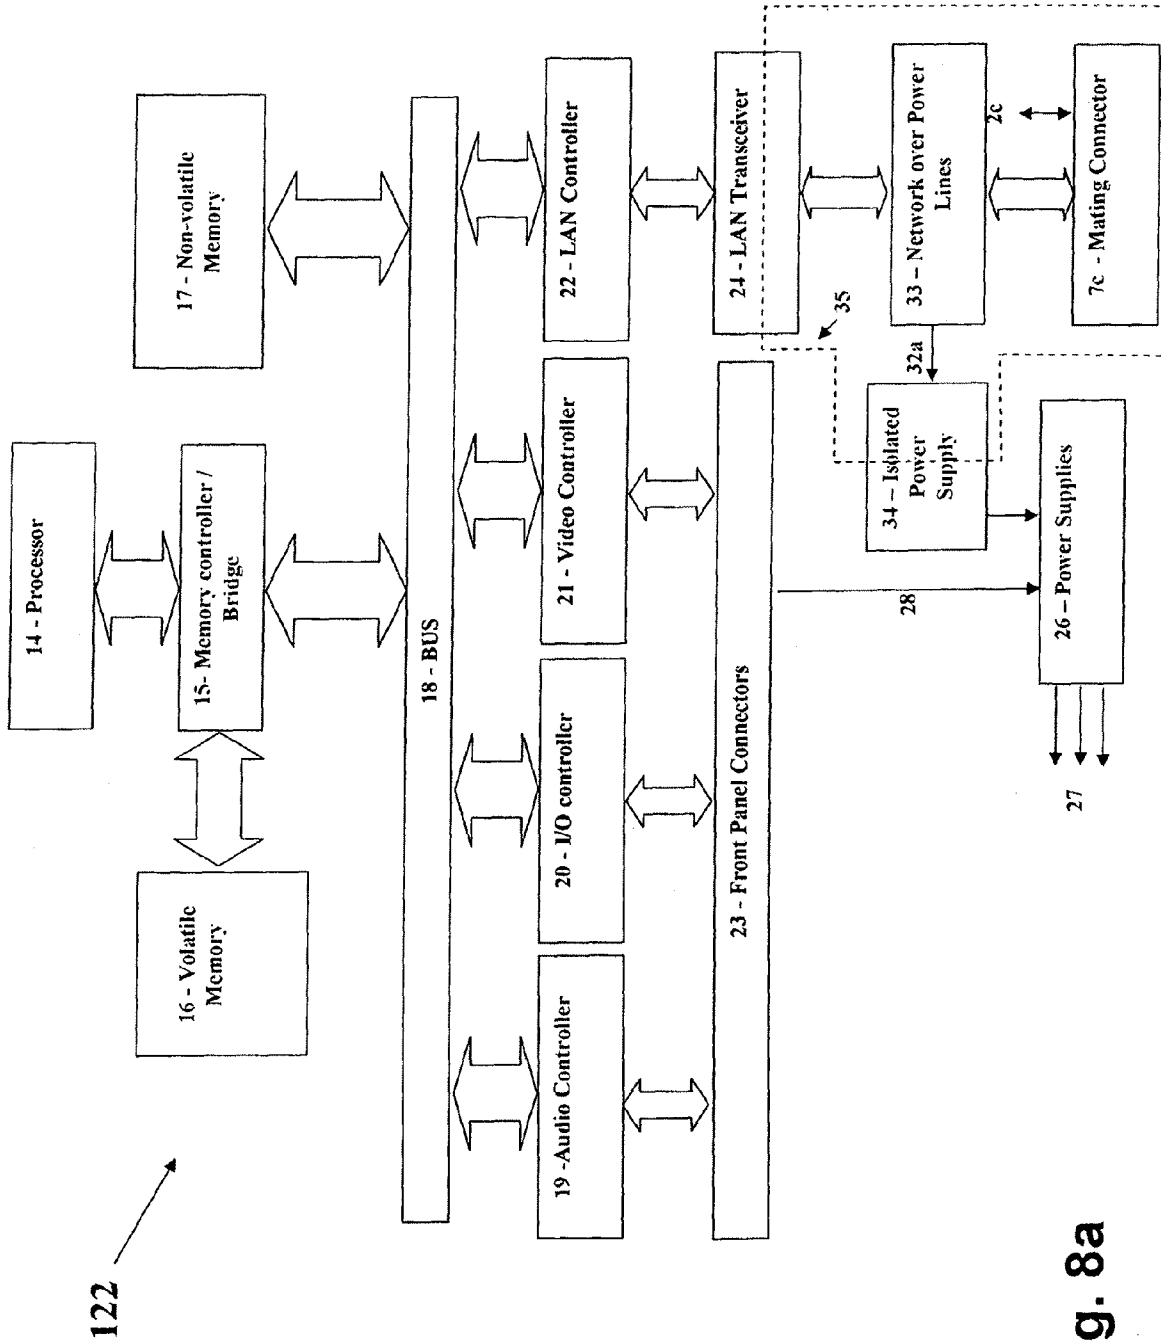 122
14 - Processor
16 - Volatile
Memory
15- Memory controller /
Bridge
17 - Non-volatile
Memory
18 - BUS
19 -Audio Controller
20 - I/O controller
21 - Video Controller
22 - LAN Controller
23 - Front Panel Connectors
24 - LAN Transceiver
35
28
34 – Isolated
Power
Supply
32a
33 – Network over Power
Lines
2c
27
26 – Power Supplies
7c - Mating Connector
g. 8a